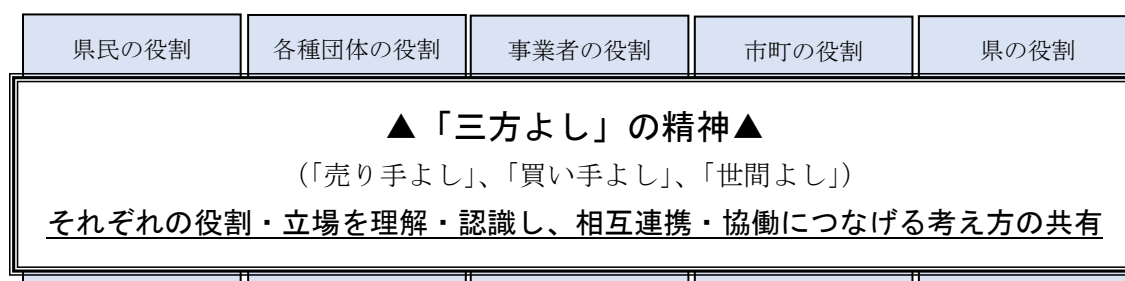 県民の役割
各種団体の役割
事業者の役割
市町の役割
県の役割
▲「三方よし」の精神▲
（「売り手よし」、「買い手よし」、「世間よし」）
それぞれの役割・立場を理解・認識し、相互連携・協働につなげる考え方の共有